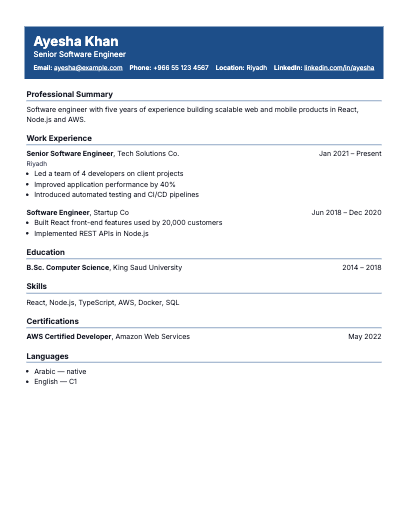 Ayesha Khan
Senior Software Engineer
Email: ayesha@example.com Phone: +966 55 123 4567 Location: Riyadh LinkedIn: linkedin.com/in/ayesha
Professional Summary
Software engineer with five years of experience building scalable web and mobile products in React,
Node.js and AWS.
Work Experience
Senior Software Engineer, Tech Solutions Co. Jan 2021 – Present
Riyadh
• Led a team of 4 developers on client projects
• Improved application performance by 40%
• Introduced automated testing and CI/CD pipelines
Software Engineer, Startup Co Jun 2018 – Dec 2020
• Built React front-end features used by 20,000 customers
• Implemented REST APIs in Node.js
Education
B.Sc. Computer Science, King Saud University 2014 – 2018
Skills
React, Node.js, TypeScript, AWS, Docker, SQL
Certifications
AWS Certified Developer, Amazon Web Services May 2022
Languages
• Arabic — native
• English — C1